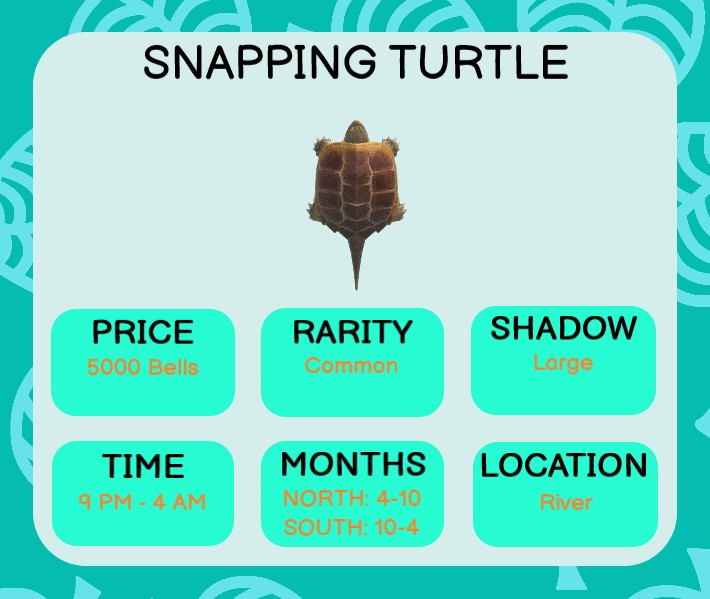 SNAPPING TURTLE
PRICE
5000 Bells
RARITY
Common
SHADOW
Large
TIME
9 PM - 4 AM
MONTHS
NORTH: 4-10
SOUTH: 10-4
LOCATION
River